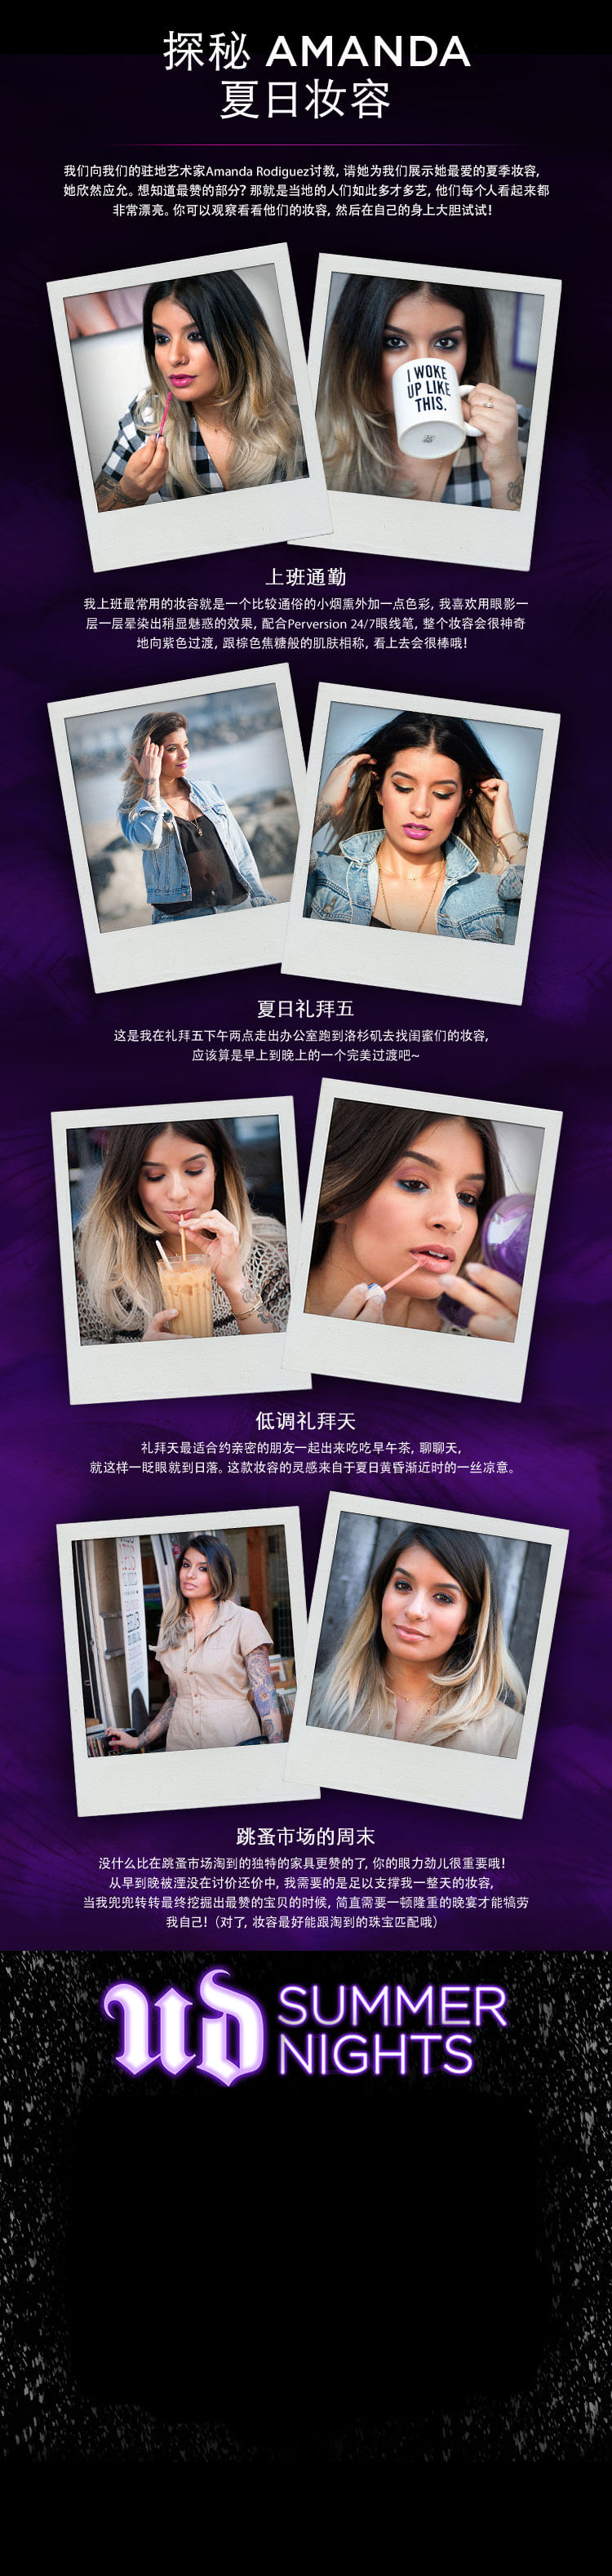 探秘 AMANDA
夏日妆容
我们向我们的驻地艺术家Amanda Rodiguez讨教, 请她为我们展示她最爱的夏季妆容,
她欣然应允。想知道最赞的部分? 那就是当地的人们如此多才多艺, 他们每个人看起来都
非常漂亮。你可以观察看看他们的妆容, 然后在自己的身上大胆试试!
I WOKE
UP LIKE
THIS.
上班通勤
我上班最常用的妆容就是一个比较通俗的小烟熏外加一点色彩, 我喜欢用眼影一
层一层晕染出稍显魅惑的效果, 配合Perversion 24/7眼线笔, 整个妆容会很神奇
地向紫色过渡, 跟棕色焦糖般的肌肤相称, 看上去会很棒哦!
夏日礼拜五
这是我在礼拜五下午两点走出办公室跑到洛杉矶去找闺蜜们的妆容,
应该算是早上到晚上的一个完美过渡吧~
低调礼拜天
礼拜天最适合约亲密的朋友一起出来吃吃早午茶, 聊聊天,
就这样一眨眼就到日落。这款妆容的灵感来自于夏日黄昏渐近时的一丝凉意。
跳蚤市场的周末
没什么比在跳蚤市场淘到的独特的家具更赞的了, 你的眼力劲儿很重要哦!
从早到晚被湮没在讨价还价中, 我需要的是足以支撑我一整天的妆容,
当我兜兜转转最终挖掘出最赞的宝贝的时候, 简直需要一顿隆重的晚宴才能犒劳
我自己! (对了, 妆容最好能跟淘到的珠宝匹配哦)
UD SUMMER
NIGHTS